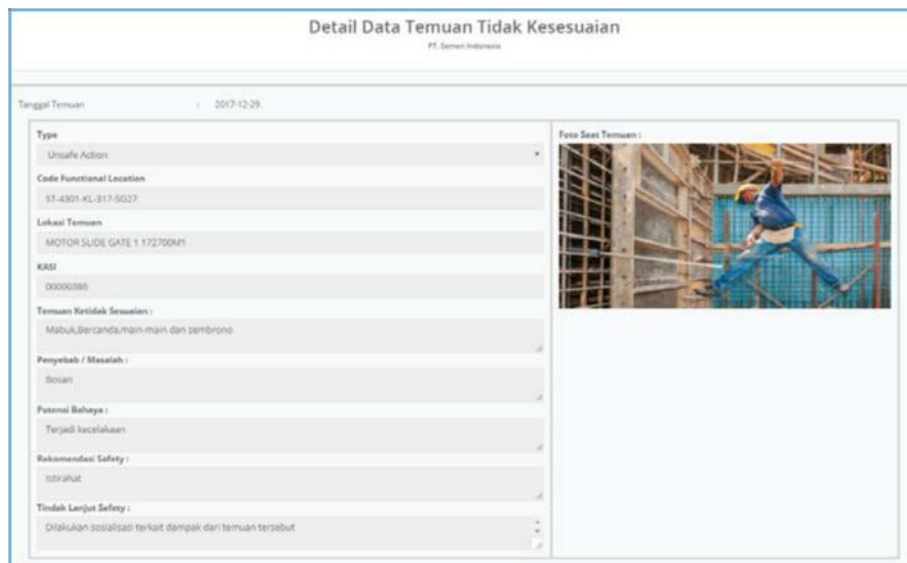 Detail Data Temuan Tidak Kesesuaian
PT. Semen Indonesia
Tanggal Temuan : 2017-12-29
Type
Unsafe Action
Code Functional Location
ST-4301-KL-317-SG27
Lokasi Temuan
MOTOR SLIDE GATE 1 172700M1
KASI
00000386
Temuan Ketidak Sesuaian :
Mabuk,Bercanda,main-main dan sembrono
Penyebab / Masalah :
Bosan
Potensi Bahaya :
Terjadi kecelakaan
Rekomendasi Safety :
Istirahat
Tindak Lanjut Safety :
Dilakukan sosialisasi terkait dampak dari temuan tersebut
Foto Saat Temuan :